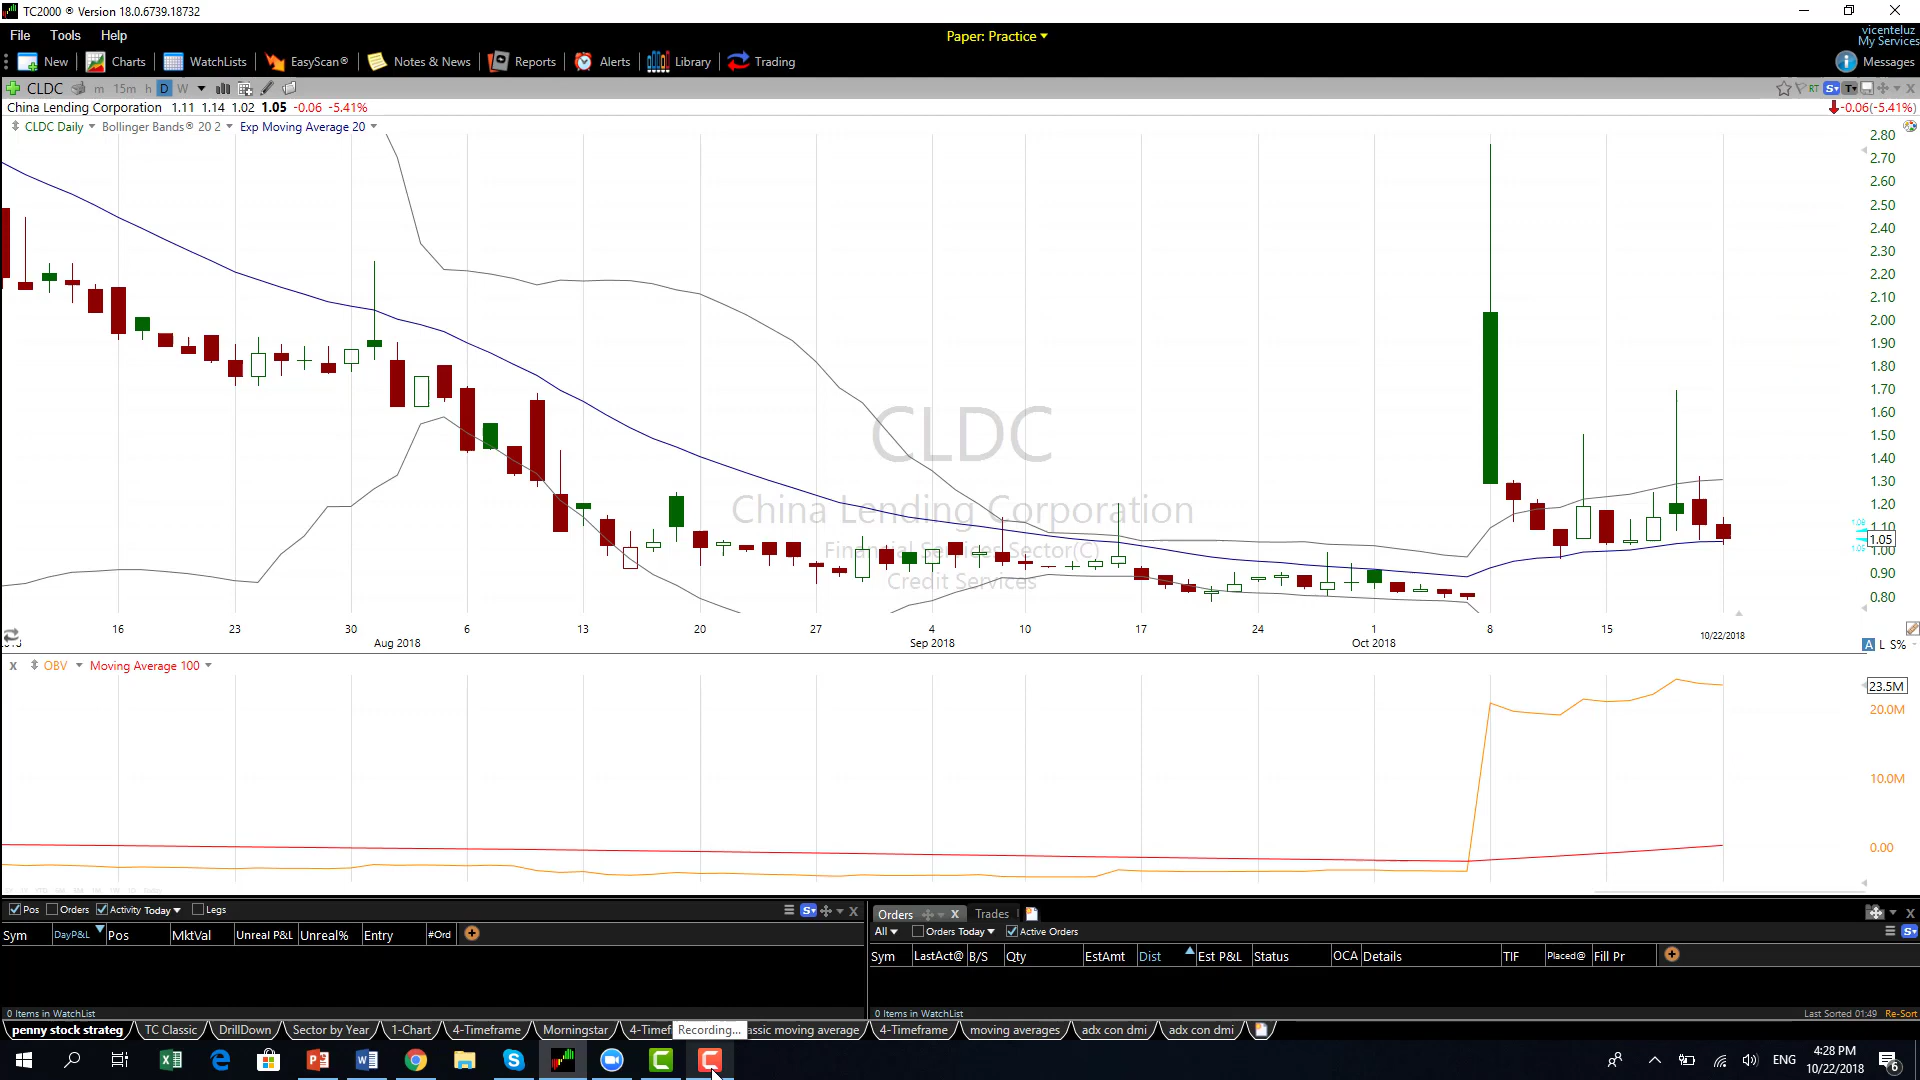 TC2000 ® Version 18.0.6739.18732
File Tools Help
Paper: Practice
vicenteluz
My Services
New Charts WatchLists EasyScan® Notes & News Reports Alerts Library Trading
Messages
CLDC m 15m h D W
RT S T
China Lending Corporation 1.11 1.14 1.02 1.05 -0.06 -5.41%
-0.06(-5.41%)
CLDC Daily Bollinger Bands® 20 2 Exp Moving Average 20
2.80
2.70
2.60
2.50
2.40
2.30
2.20
2.10
2.00
1.90
1.80
1.70
1.60
1.50
1.40
1.30
1.20
1.10
1.05
1.00
0.90
0.80
CLDC
China Lending Corporation
Financial Services Sector(C)
Credit Services
16 23 30 6 13 20 27 4 10 17 24 1 8 15 10/22/2018
Aug 2018 Sep 2018 Oct 2018
A L S%
x OBV Moving Average 100
23.5M
20.0M
10.0M
0.00
Pos Orders Activity Today Legs
S
Sym DayP&L Pos MktVal Unreal P&L Unreal% Entry #Ord
0 Items in WatchList
Orders x Trades
All Orders Today Active Orders
S
Sym LastAct@ B/S Qty EstAmt Dist Est P&L Status OCA Details TIF Placed@ Fill Pr
0 Items in WatchList
Last Sorted 01:49 Re-Sort
penny stock strateg TC Classic DrillDown Sector by Year 1-Chart 4-Timeframe Morningstar 4-Timef Recording... assic moving average 4-Timeframe moving averages adx con dmi adx con dmi
ENG
4:28 PM
10/22/2018
6